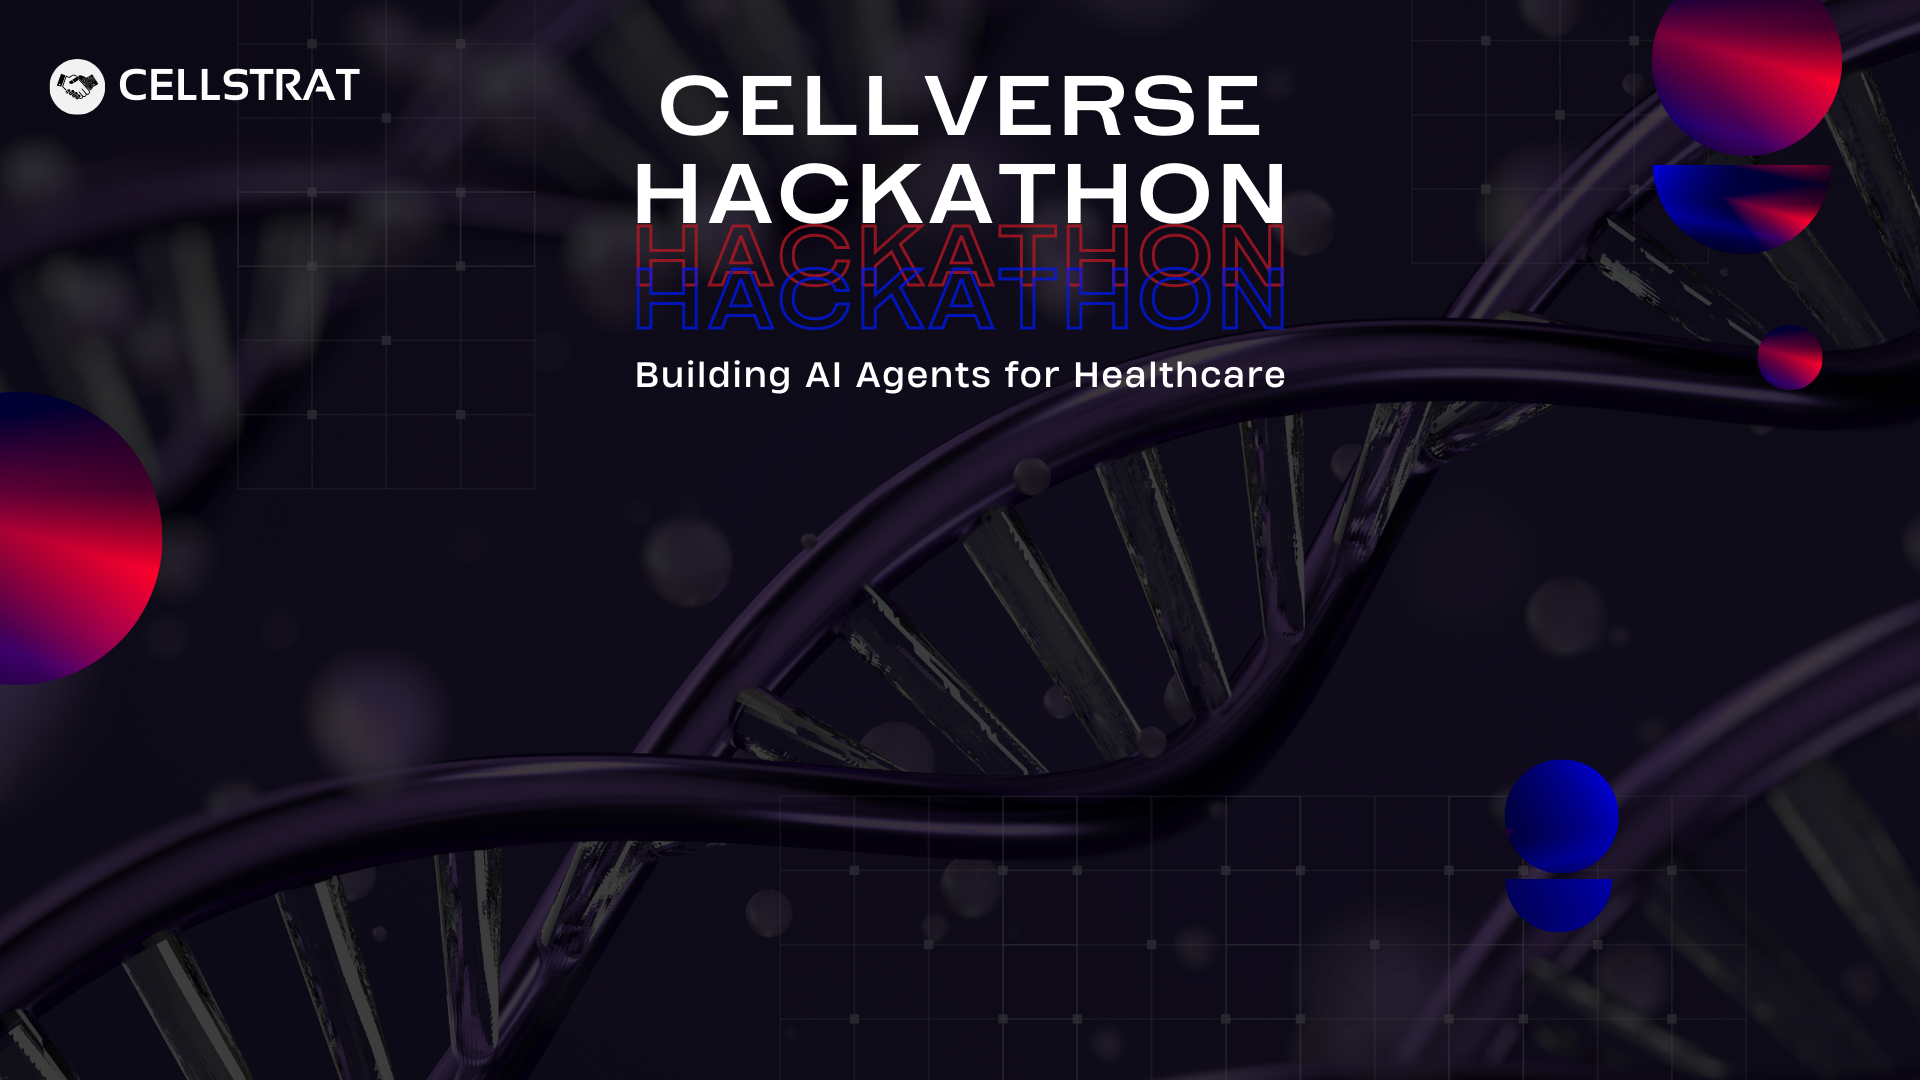 CELLSTRAT
CELLVERSE
HACKATHON
HACKATHON
HACKATHON
Building AI Agents for Healthcare